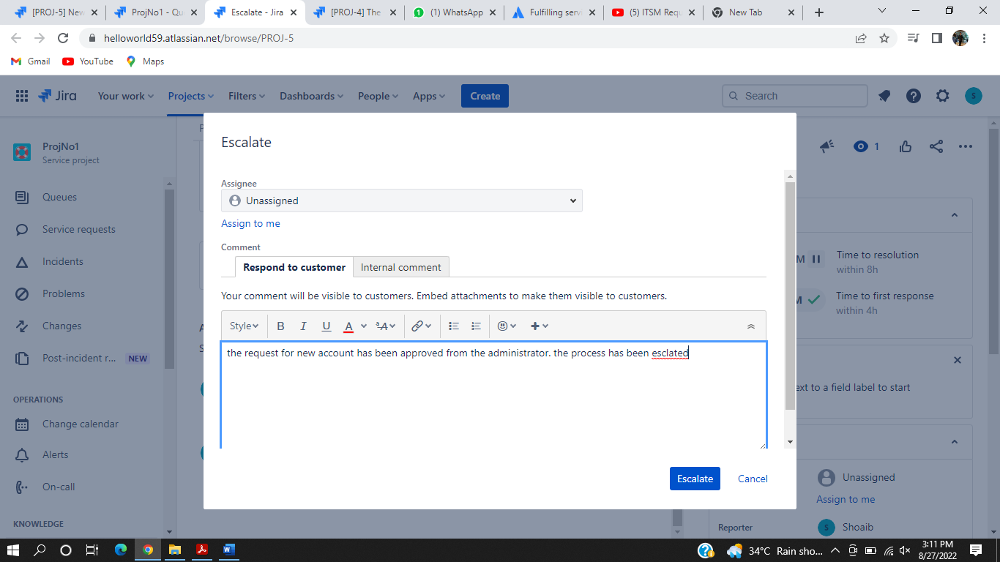 [PROJ-5] New
ProjNo1 - Qu
Escalate - Jira
[PROJ-4] The
(1) WhatsApp
Fulfilling serv
(5) ITSM Requ
New Tab
helloworld59.atlassian.net/browse/PROJ-5
Gmail YouTube Maps
Jira Your work Projects Filters Dashboards People Apps Create Search S
ProjNo1
Service project
Queues
Service requests
Incidents
Problems
Changes
Post-incident r... NEW
OPERATIONS
Change calendar
Alerts
On-call
KNOWLEDGE
Escalate
Assignee
Unassigned
Assign to me
Comment
Respond to customer Internal comment
Your comment will be visible to customers. Embed attachments to make them visible to customers.
Style B I U A
the request for new account has been approved from the administrator. the process has been esclated
Escalate Cancel
1
M Time to resolution
within 8h
M Time to first response
within 4h
ext to a field label to start
Unassigned
Assign to me
Reporter S Shoaib
34°C Rain sho...
3:11 PM
8/27/2022